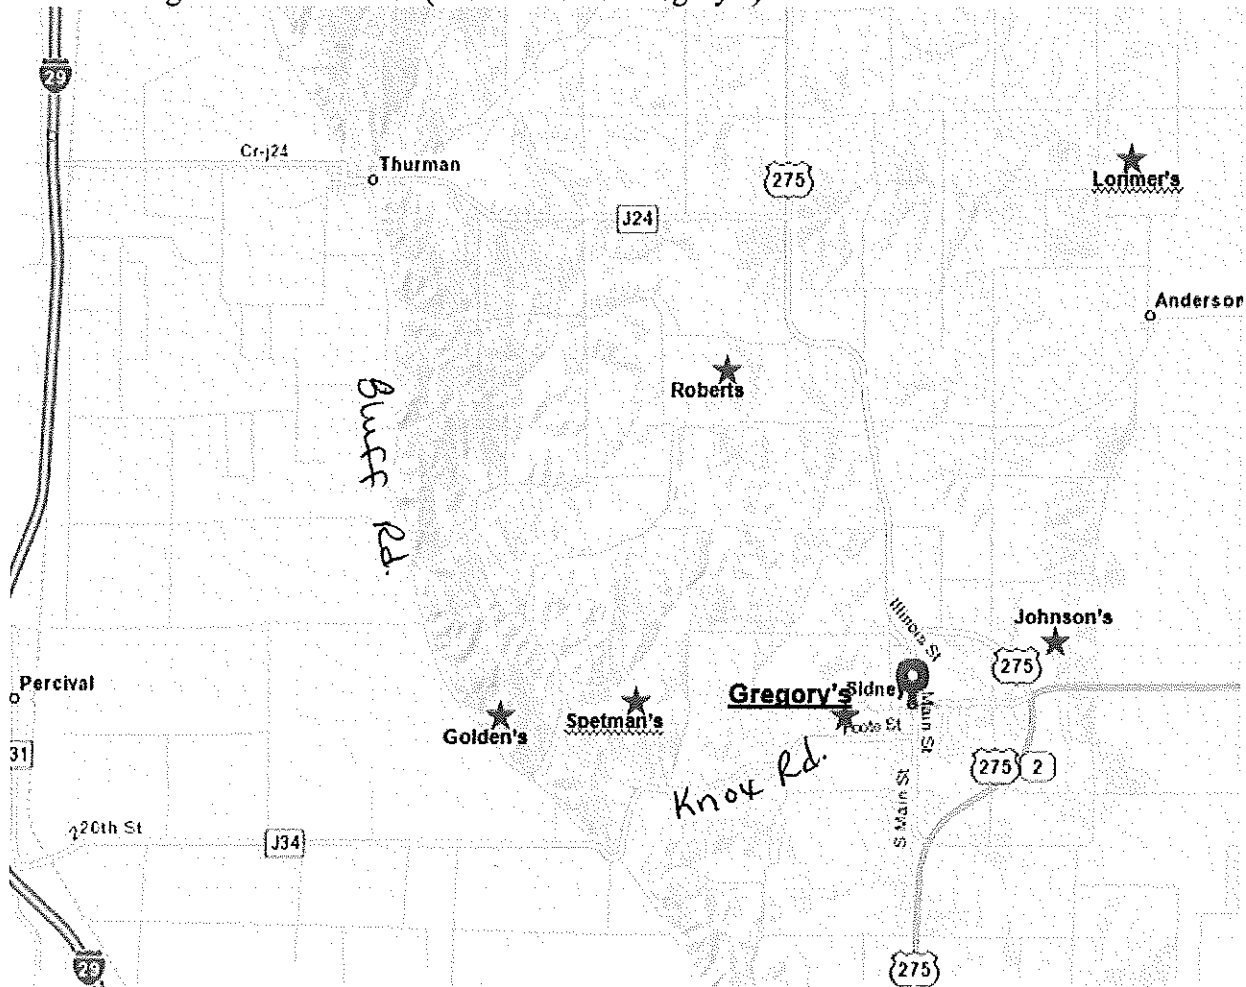 29
Cr-j24
Thurman
275
Lorimer's
J24
Anderson
Roberts
Bluff Rd.
Illinois St
Johnson's
275
Percival
Gregory's
Sidney
Main St
Golden's
Spetman's
Foote St
31
Knox Rd.
275
2
S Main St
220th St
J34
29
275